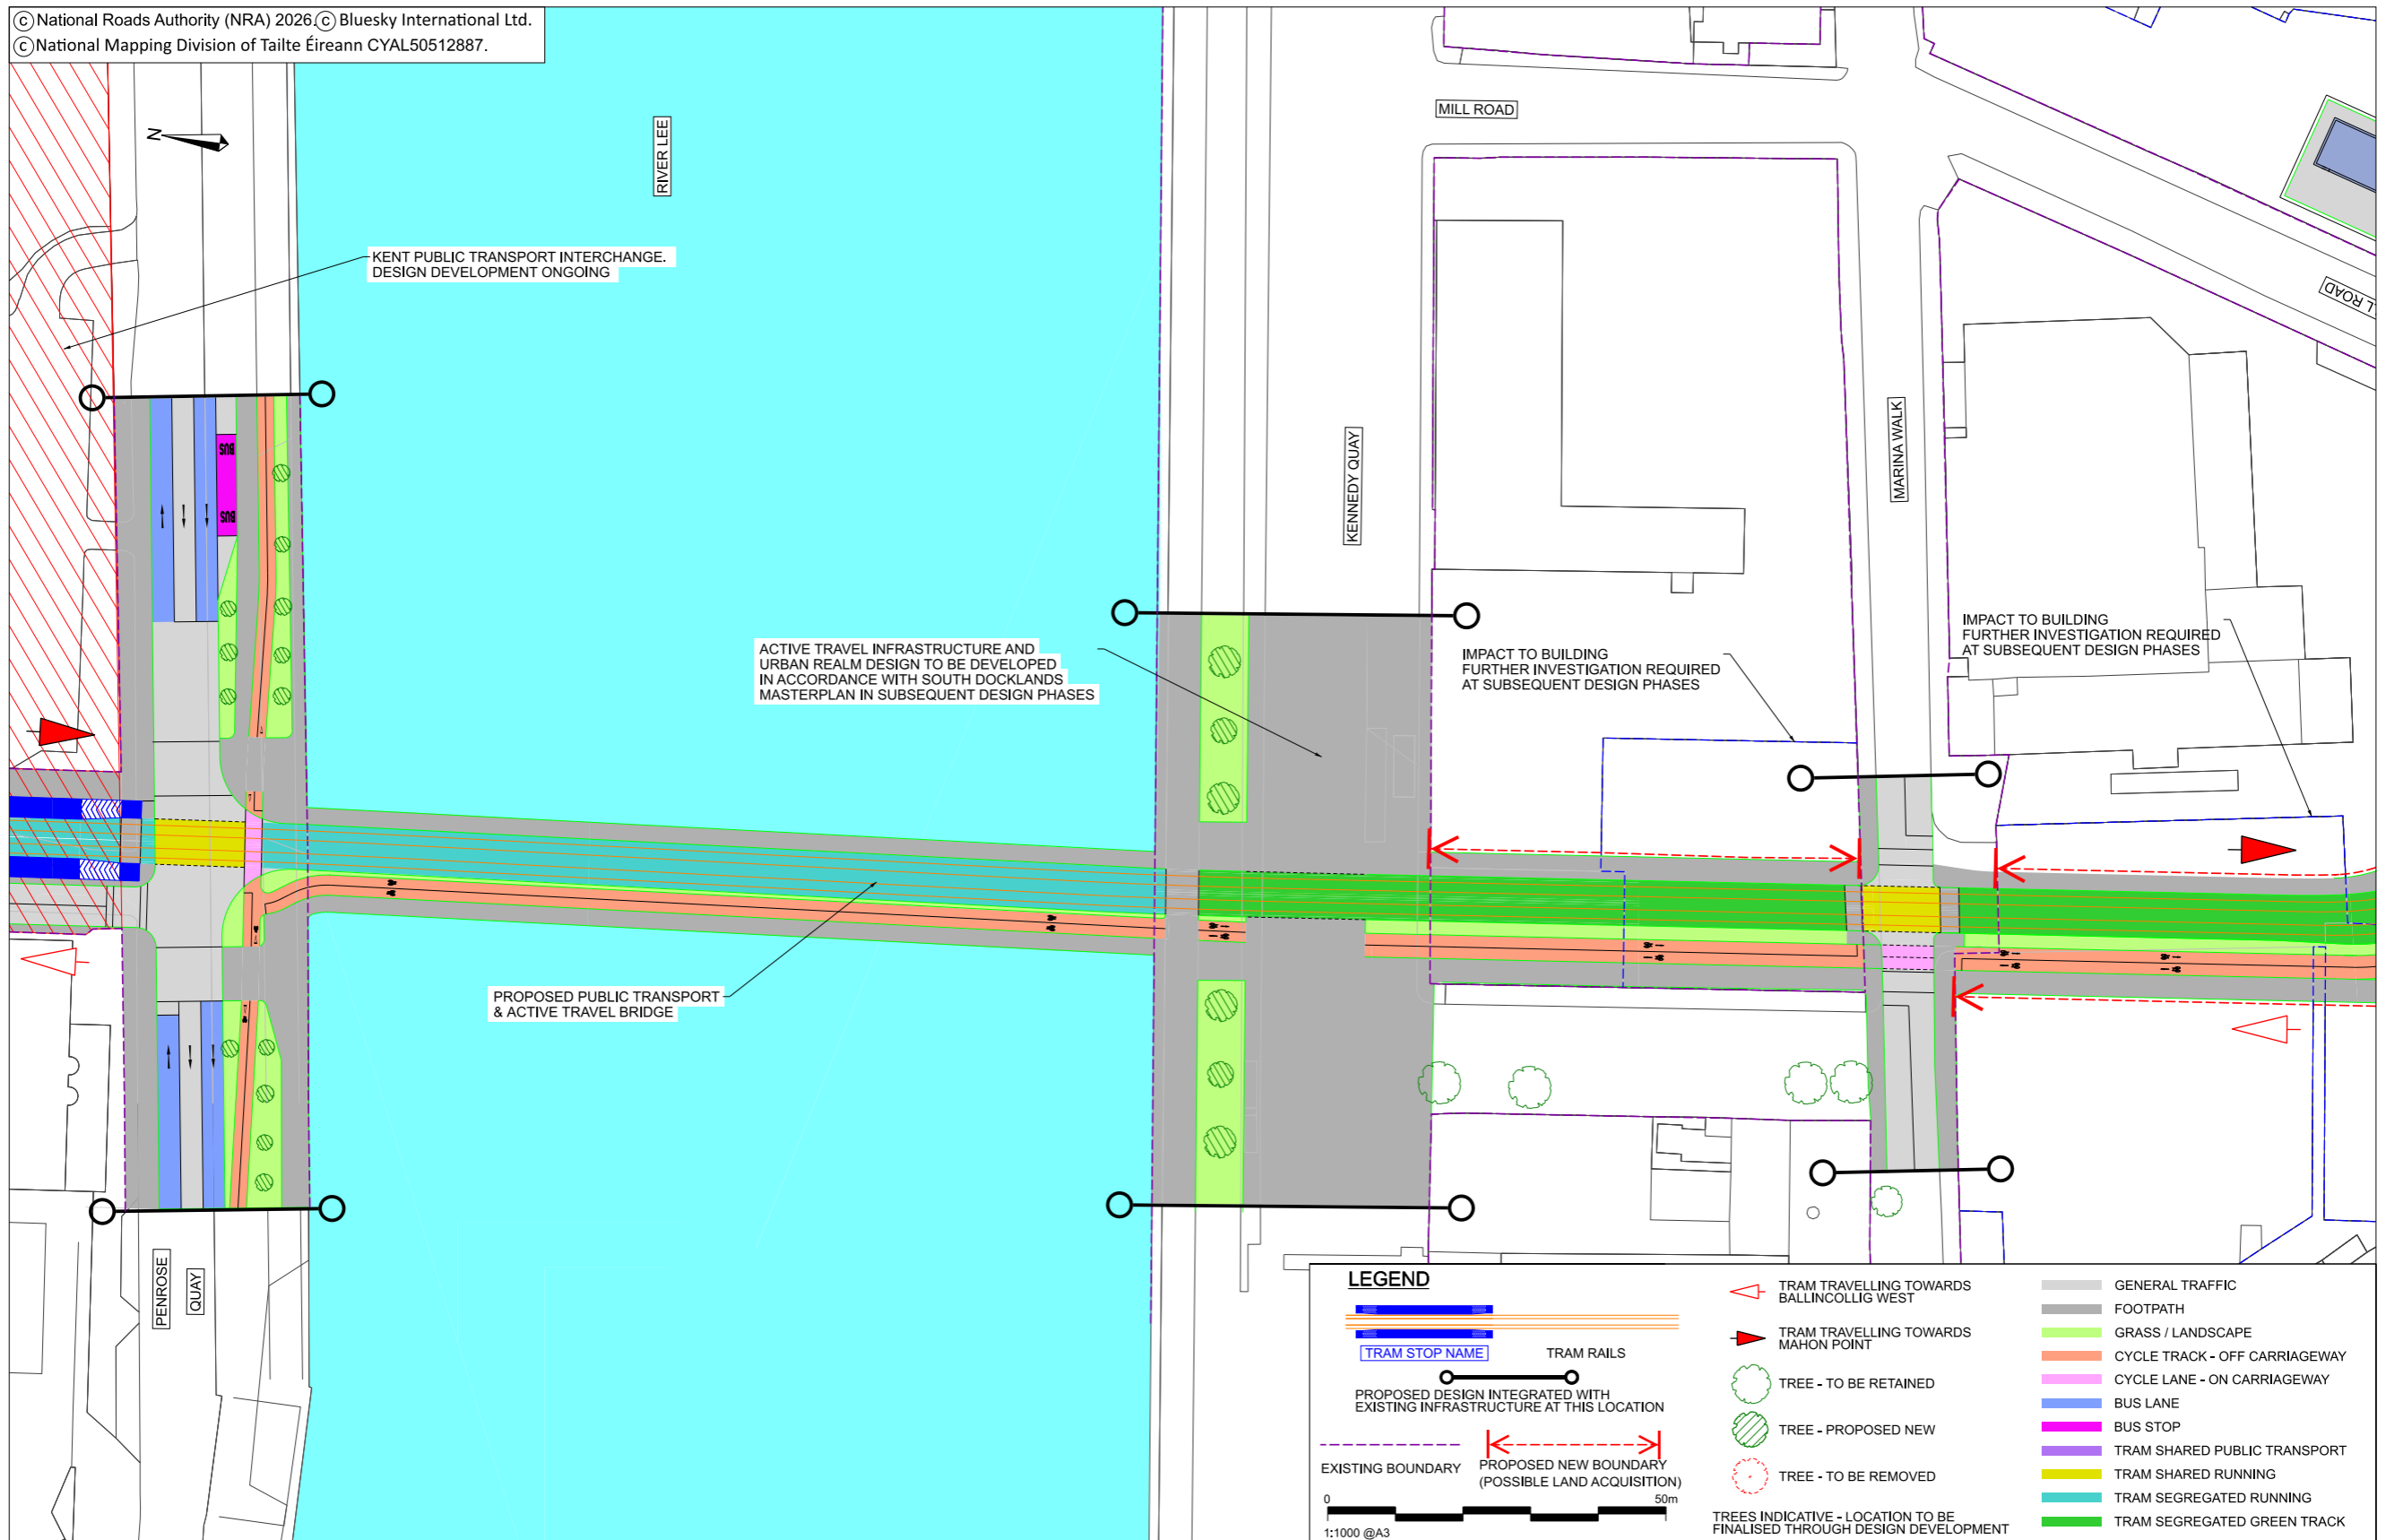 © National Roads Authority (NRA) 2026. © Bluesky International Ltd.
© National Mapping Division of Tailte Éireann CYAL50512887.
N
RIVER LEE
MILL ROAD
KENT PUBLIC TRANSPORT INTERCHANGE.
DESIGN DEVELOPMENT ONGOING
L ROAD
KENNEDY QUAY
MARINA WALK
BUS
BUS
ACTIVE TRAVEL INFRASTRUCTURE AND
URBAN REALM DESIGN TO BE DEVELOPED
IN ACCORDANCE WITH SOUTH DOCKLANDS
MASTERPLAN IN SUBSEQUENT DESIGN PHASES
IMPACT TO BUILDING
FURTHER INVESTIGATION REQUIRED
AT SUBSEQUENT DESIGN PHASES
IMPACT TO BUILDING
FURTHER INVESTIGATION REQUIRED
AT SUBSEQUENT DESIGN PHASES
PROPOSED PUBLIC TRANSPORT
& ACTIVE TRAVEL BRIDGE
PENROSE
QUAY
LEGEND
TRAM STOP NAME
TRAM RAILS
PROPOSED DESIGN INTEGRATED WITH
EXISTING INFRASTRUCTURE AT THIS LOCATION
EXISTING BOUNDARY
PROPOSED NEW BOUNDARY
(POSSIBLE LAND ACQUISITION)
0 50m
1:1000 @A3
TRAM TRAVELLING TOWARDS
BALLINCOLLIG WEST
TRAM TRAVELLING TOWARDS
MAHON POINT
TREE - TO BE RETAINED
TREE - PROPOSED NEW
TREE - TO BE REMOVED
TREES INDICATIVE - LOCATION TO BE
FINALISED THROUGH DESIGN DEVELOPMENT
GENERAL TRAFFIC
FOOTPATH
GRASS / LANDSCAPE
CYCLE TRACK - OFF CARRIAGEWAY
CYCLE LANE - ON CARRIAGEWAY
BUS LANE
BUS STOP
TRAM SHARED PUBLIC TRANSPORT
TRAM SHARED RUNNING
TRAM SEGREGATED RUNNING
TRAM SEGREGATED GREEN TRACK